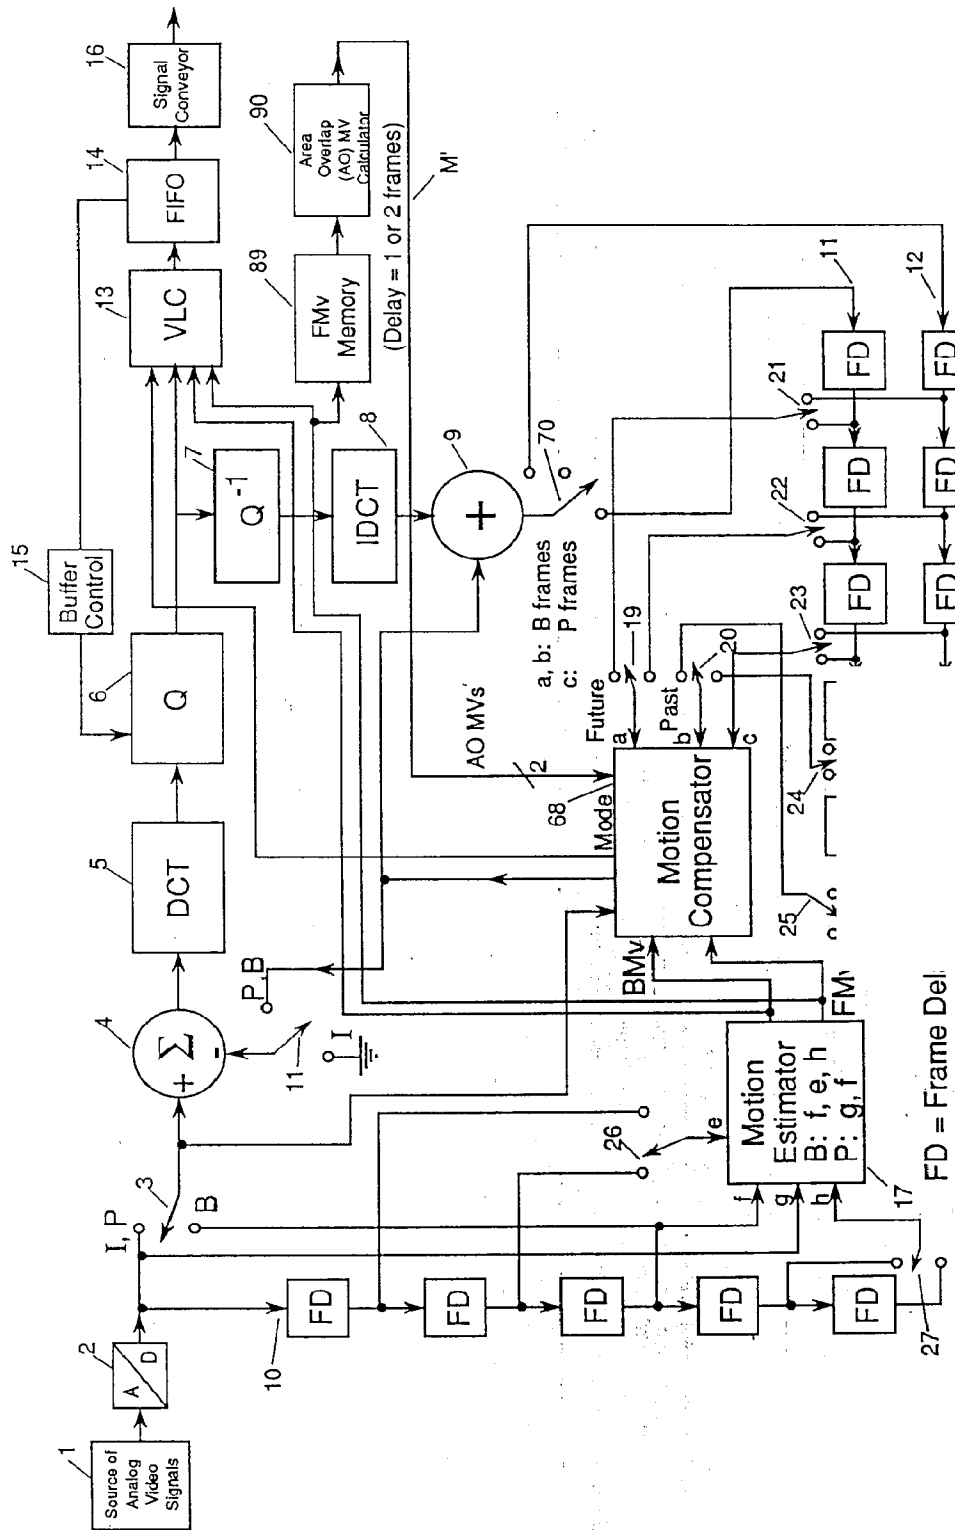 1
Source of
Analog
Video
Signals
2
A
D
I, P
3
B
4
+
Σ
-
P, B
11
I
5
DCT
6
Q
15
Buffer
Control
7
Q -1
8
IDCT
13
VLC
14
FIFO
16
Signal
Conveyor
89
FMv
Memory
90
Area
Overlap
(AO) MV
Calculator
(Delay = 1 or 2 frames)
M'
9
+
70
AO MVs'
2
68
Mode
Motion
Compensator
BMv
FMv
Future
a
Past
b
c
a, b: B frames
c: P frames
19
20
21
22
23
24
25
11
12
FD
FD
FD
FD
FD
FD
10
FD
FD
FD
FD
FD
26
27
e
f
g
h
Motion
Estimator
B: f, e, h
P: g, f
17
FD = Frame Del